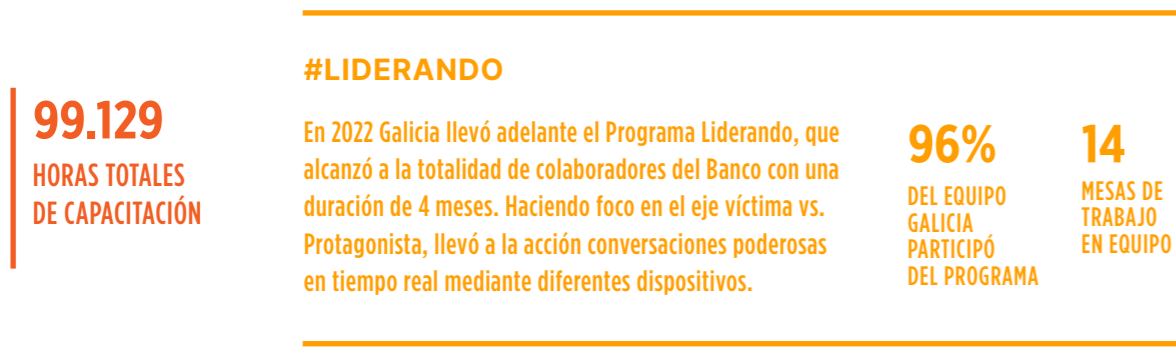 99.129
HORAS TOTALES
DE CAPACITACIÓN
#LIDERANDO
En 2022 Galicia llevó adelante el Programa Liderando, que
alcanzó a la totalidad de colaboradores del Banco con una
duración de 4 meses. Haciendo foco en el eje víctima vs.
Protagonista, llevó a la acción conversaciones poderosas
en tiempo real mediante diferentes dispositivos.
96%
DEL EQUIPO
GALICIA
PARTICIPÓ
DEL PROGRAMA
14
MESAS DE
TRABAJO
EN EQUIPO